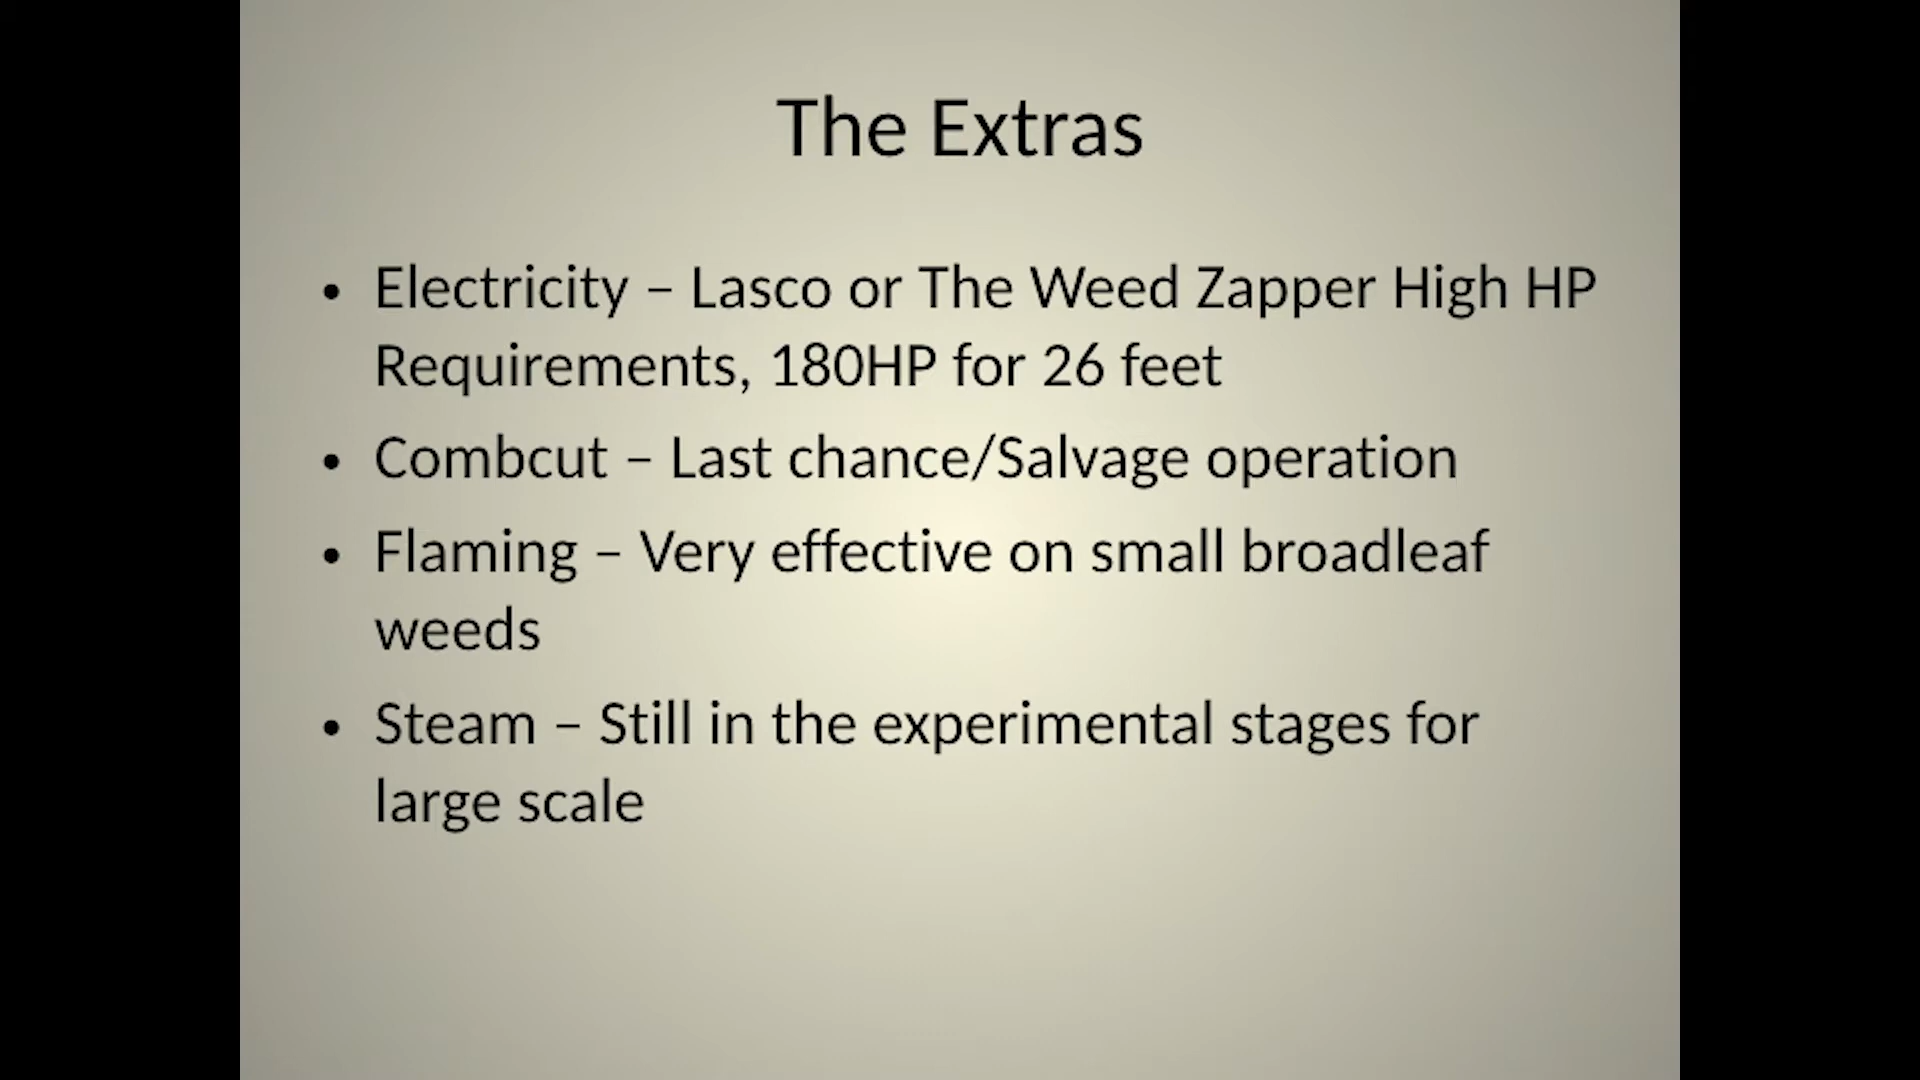 The Extras
• Electricity – Lasco or The Weed Zapper High HP
Requirements, 180HP for 26 feet
• Combcut – Last chance/Salvage operation
• Flaming – Very effective on small broadleaf
weeds
• Steam – Still in the experimental stages for
large scale